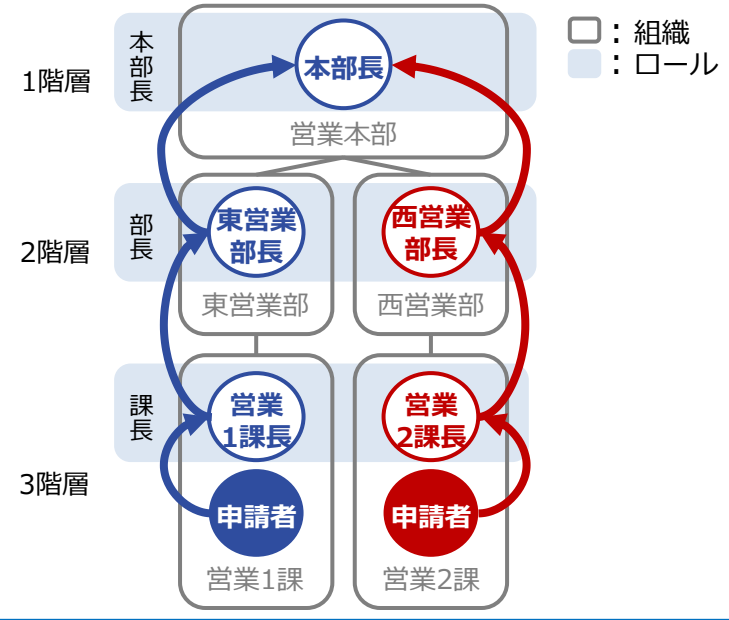 □：組織
：ロール
1階層
本部長
本部長
営業本部
2階層
部長
東営業
部長
西営業
部長
東営業部
西営業部
課長
営業
1課長
営業
2課長
3階層
申請者
申請者
営業1課
営業2課